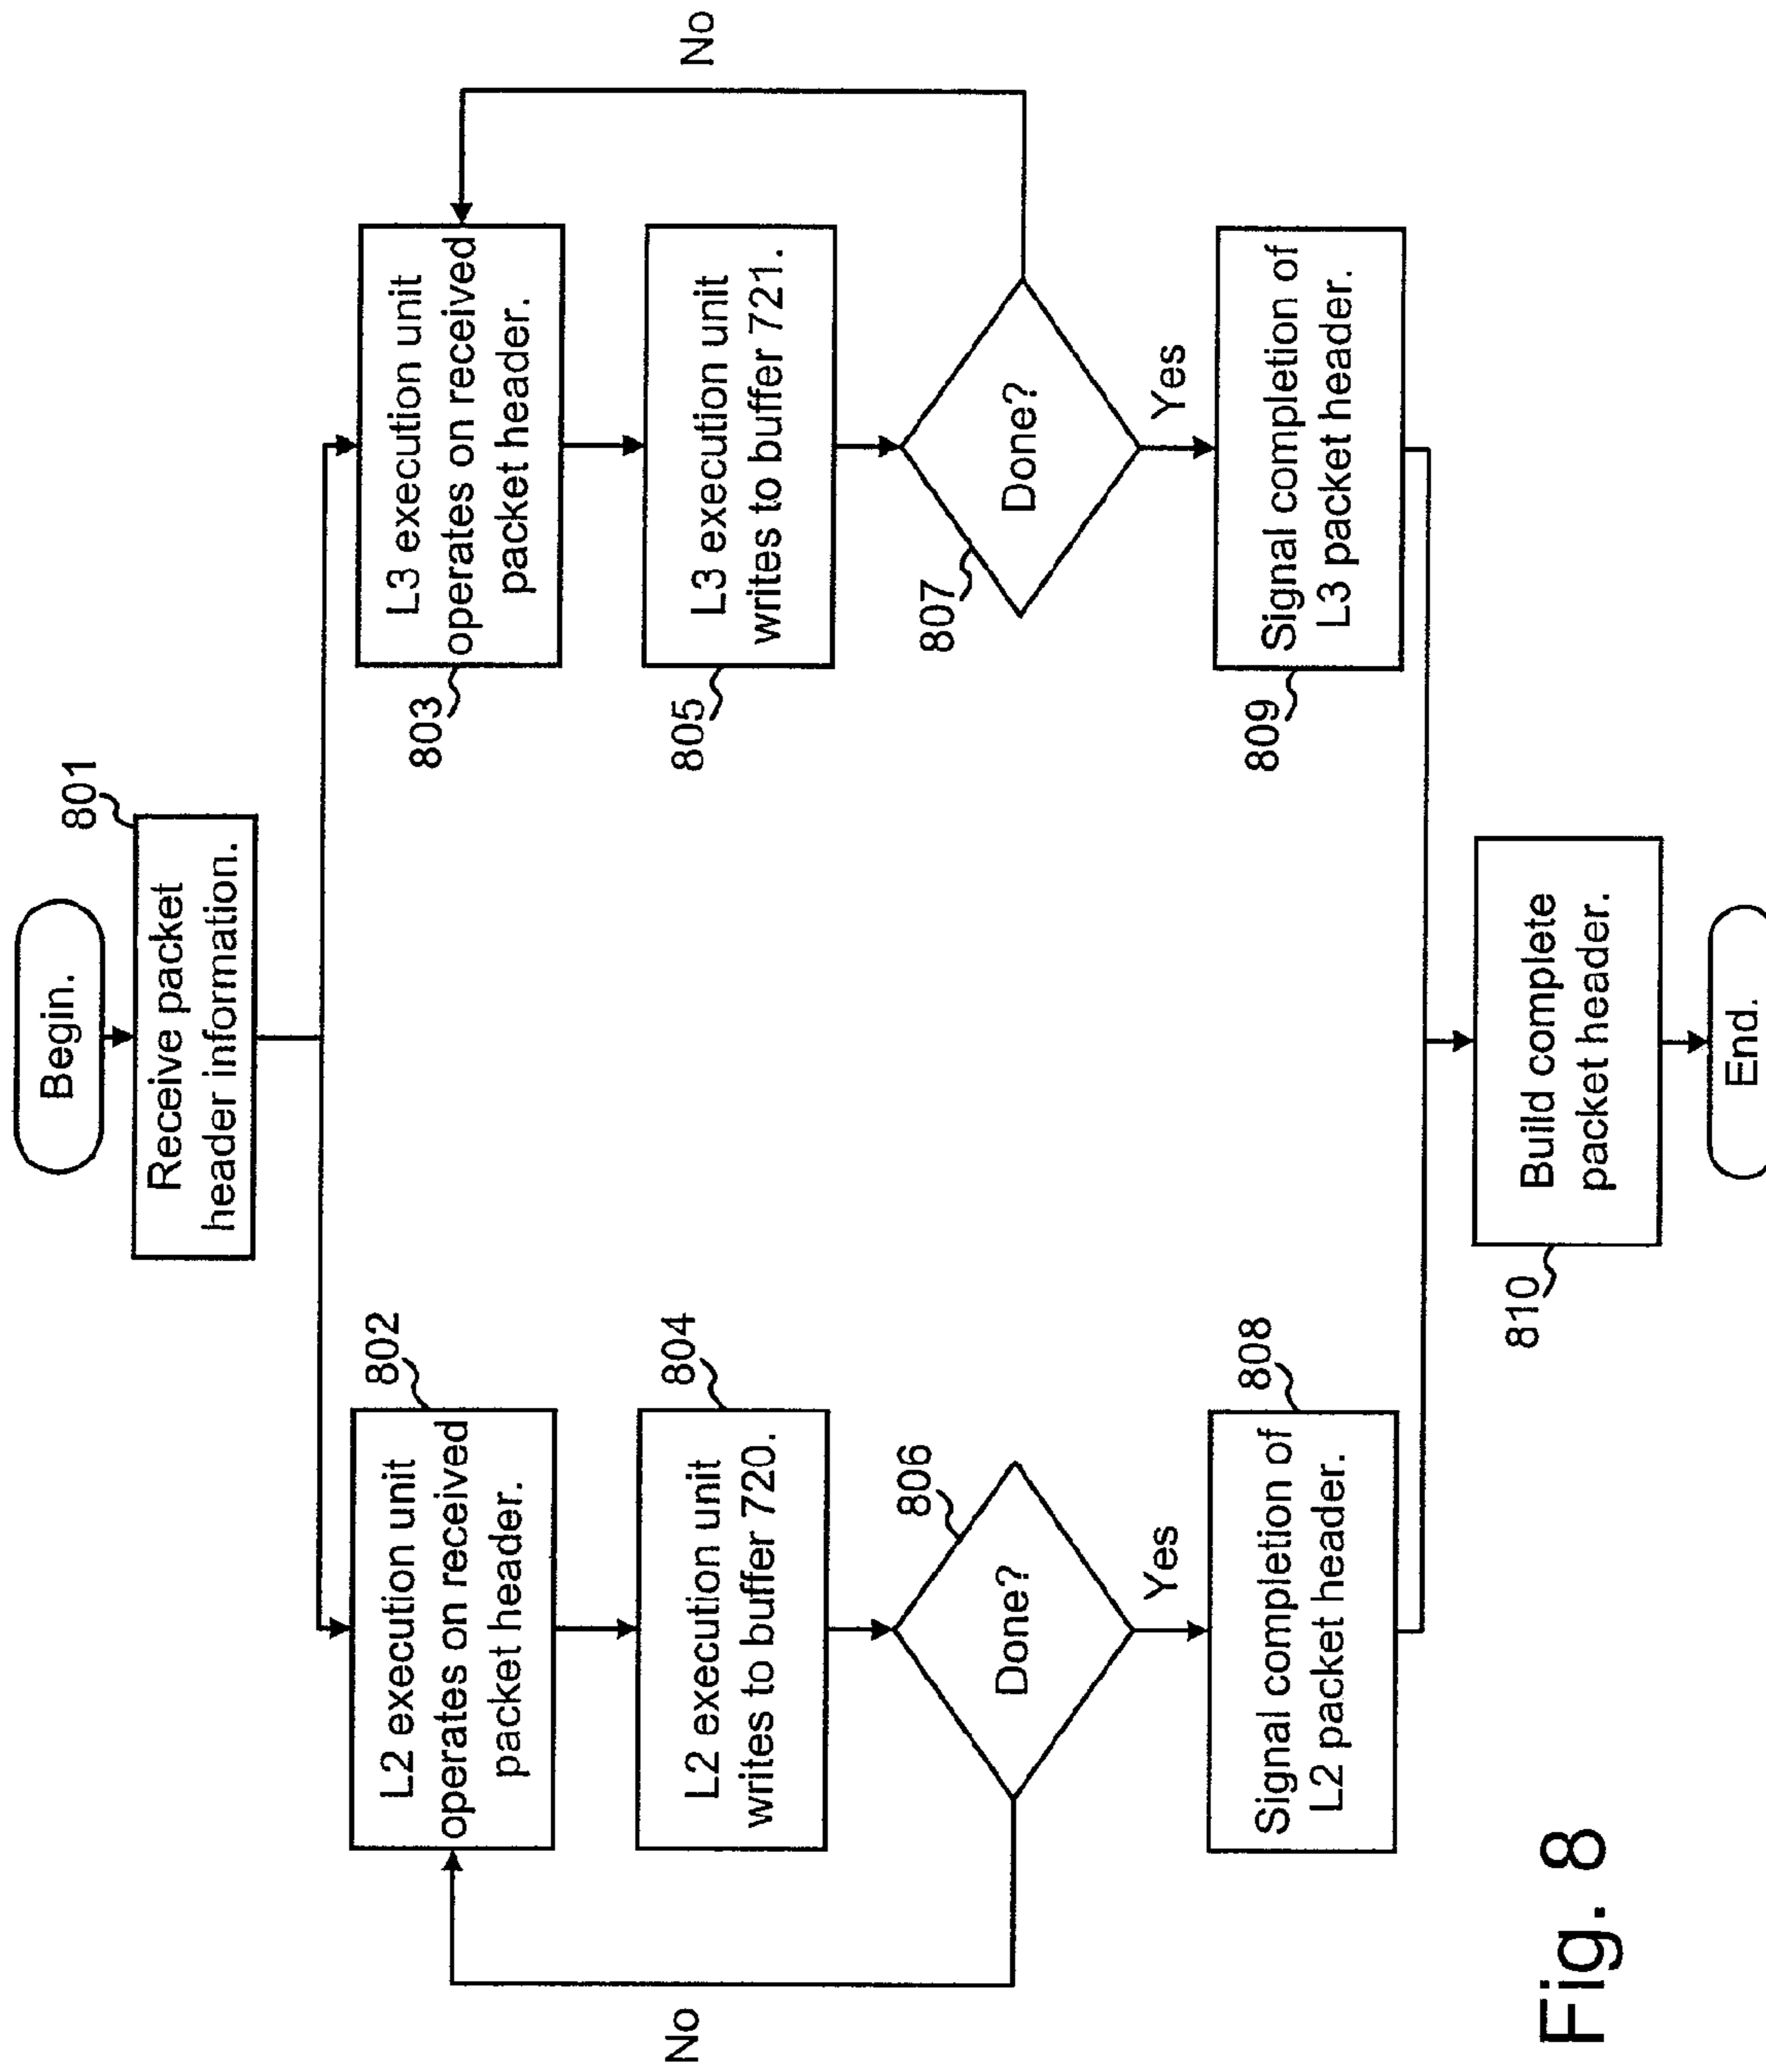 Begin.
801
Receive packet
header information.
802
L2 execution unit
operates on received
packet header.
803
L3 execution unit
operates on received
packet header.
804
L2 execution unit
writes to buffer 720.
805
L3 execution unit
writes to buffer 721.
No
806
Done?
Yes
No
807
Done?
Yes
808
Signal completion of
L2 packet header.
809
Signal completion of
L3 packet header.
810
Build complete
packet header.
End.
Fig. 8